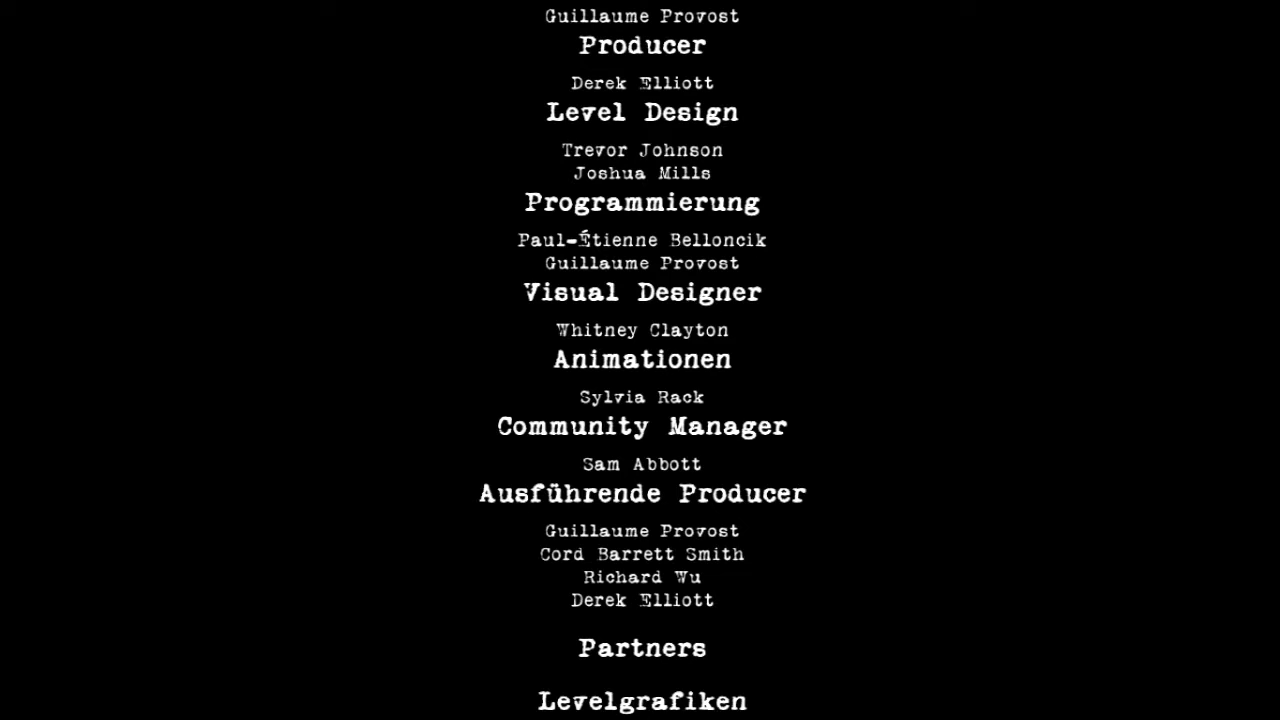 Guillaume Provost
Producer
Derek Elliott
Level Design
Trevor Johnson
Joshua Mills
Programmierung
Paul-Étienne Belloncik
Guillaume Provost
Visual Designer
Whitney Clayton
Animationen
Sylvia Rack
Community Manager
Sam Abbott
Ausführende Producer
Guillaume Provost
Cord Barrett Smith
Richard Wu
Derek Elliott
Partners
Levelgrafiken